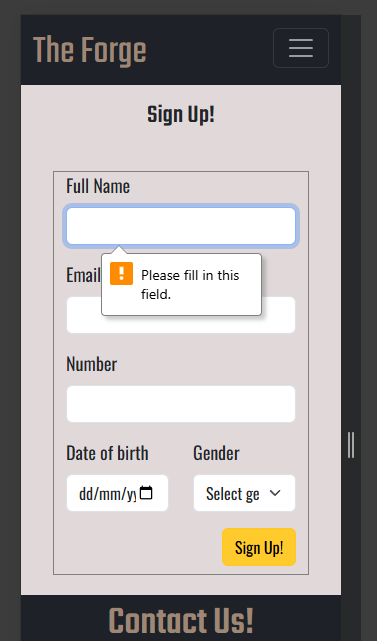 The Forge
Sign Up!
Full Name
Please fill in this
field.
Email
Number
Date of birth Gender
dd/mm/yy Select ge
Sign Up!
Contact Us!